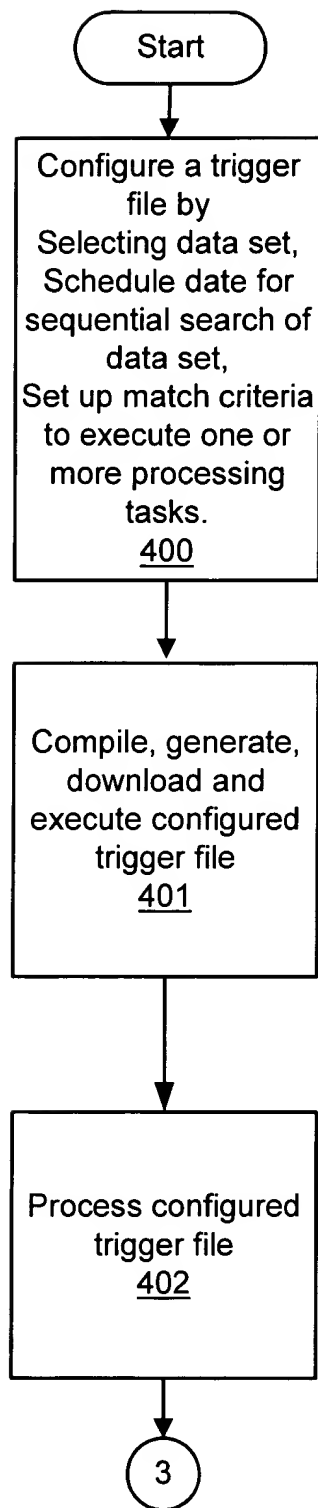 Start
Configure a trigger
file by
Selecting data set,
Schedule date for
sequential search of
data set,
Set up match criteria
to execute one or
more processing
tasks.
400
Compile, generate,
download and
execute configured
trigger file
401
Process configured
trigger file
402
3